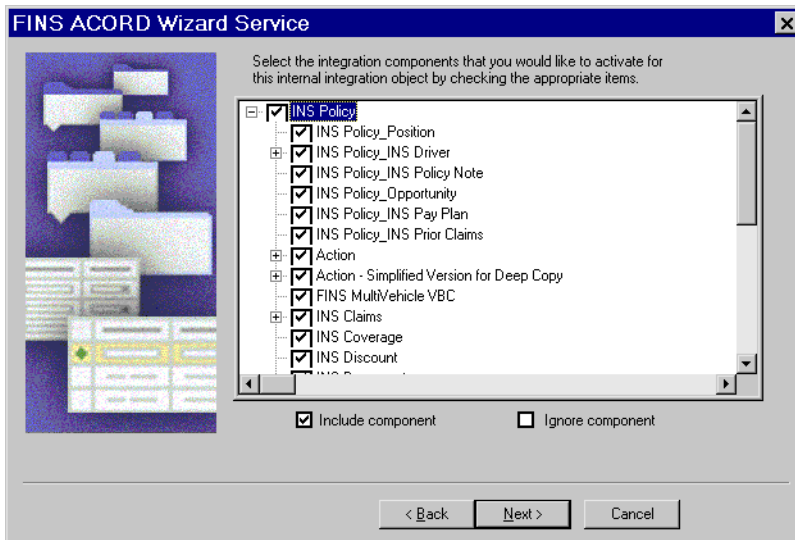 FINS ACORD Wizard Service
Select the integration components that you would like to activate for
this internal integration object by checking the appropriate items.
INS Policy
INS Policy_Position
INS Policy_INS Driver
INS Policy_INS Policy Note
INS Policy_Opportunity
INS Policy_INS Pay Plan
INS Policy_INS Prior Claims
Action
Action - Simplified Version for Deep Copy
FINS MultiVehicle VBC
INS Claims
INS Coverage
INS Discount
Include component
Ignore component
< Back
Next >
Cancel